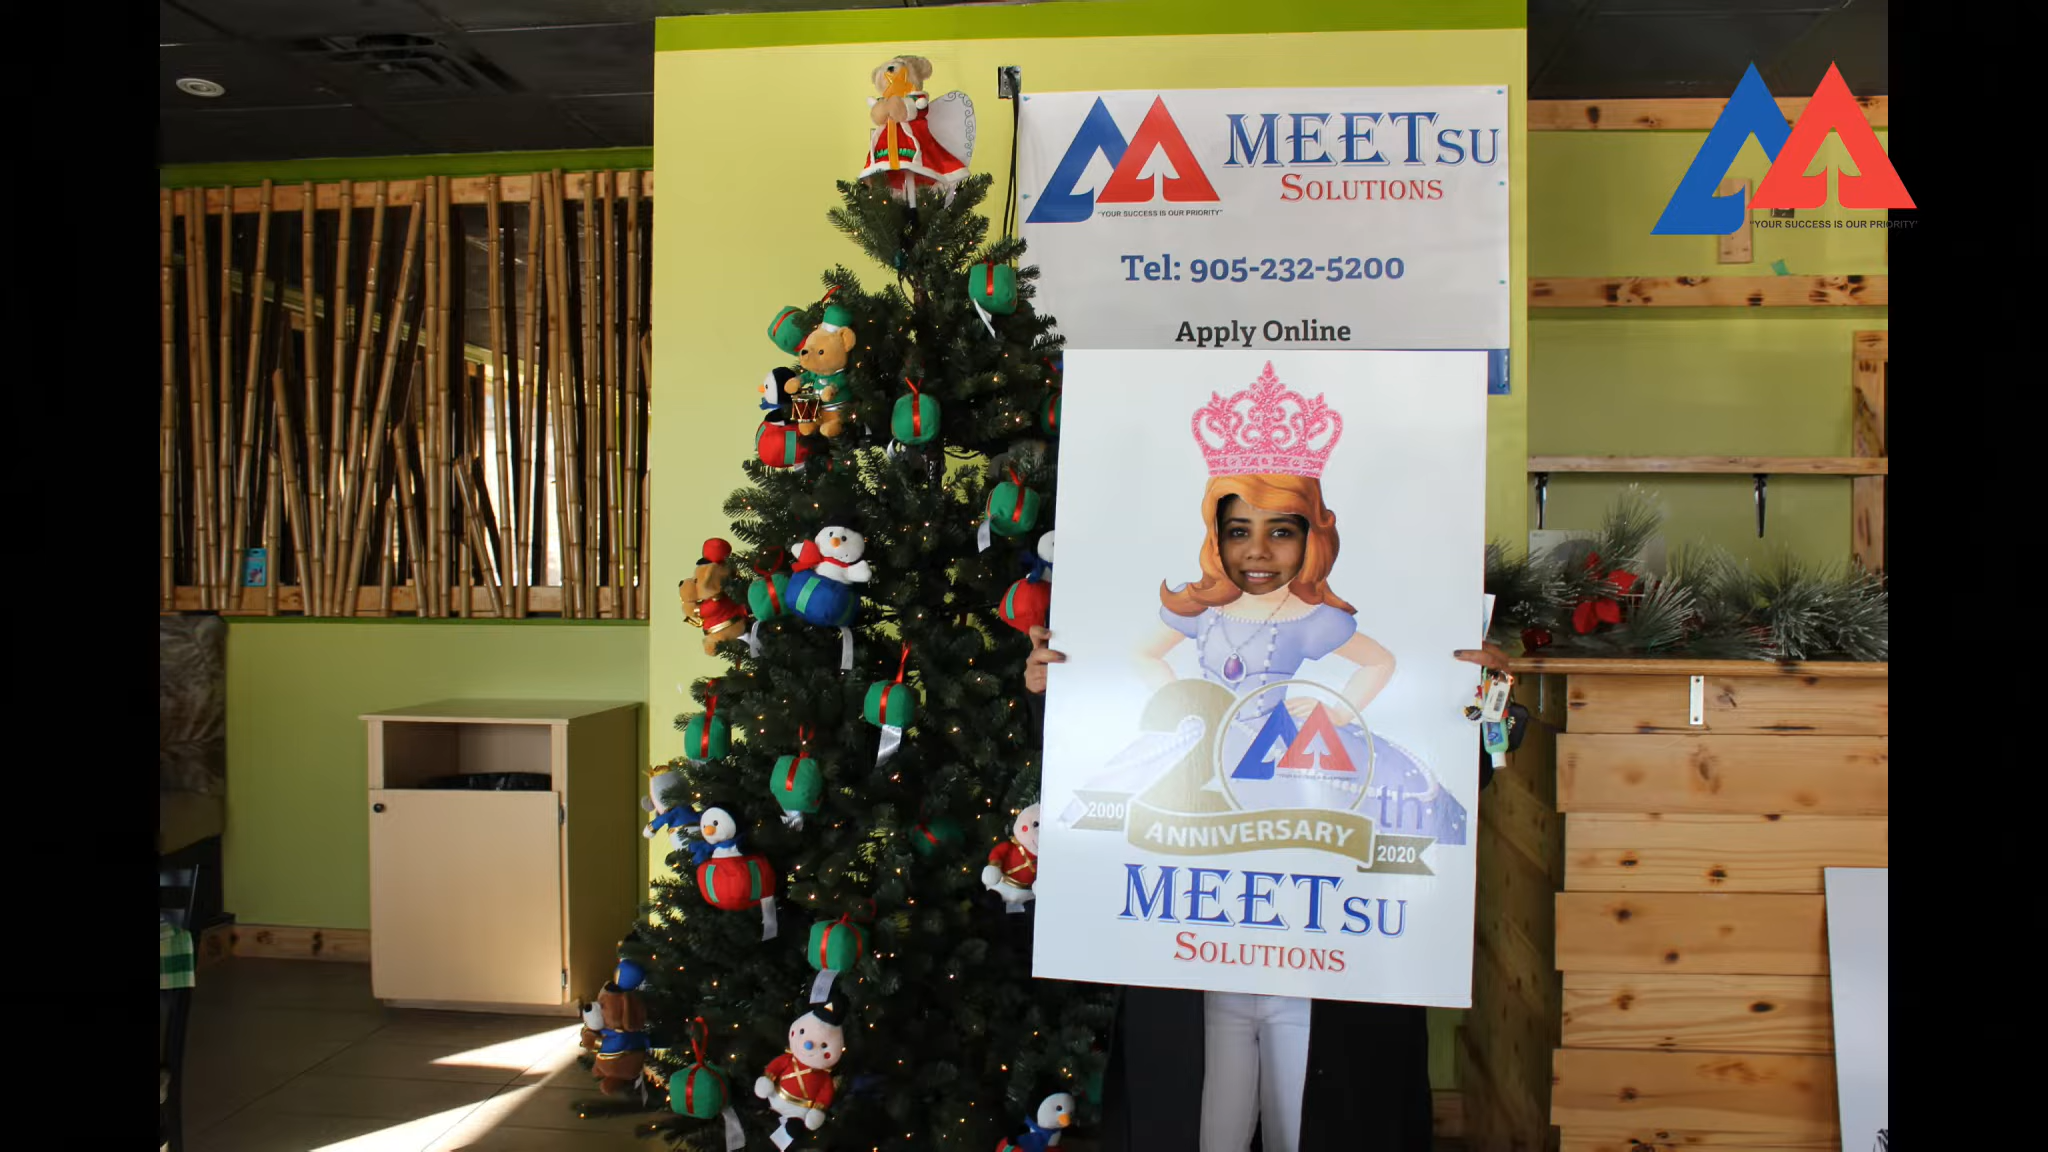 MEETSU
SOLUTIONS
"YOUR SUCCESS IS OUR PRIORITY"
Tel: 905-232-5200
Apply Online
"YOUR SUCCESS IS OUR PRIORITY"
20th
2000
ANNIVERSARY
2020
MEETSU
SOLUTIONS